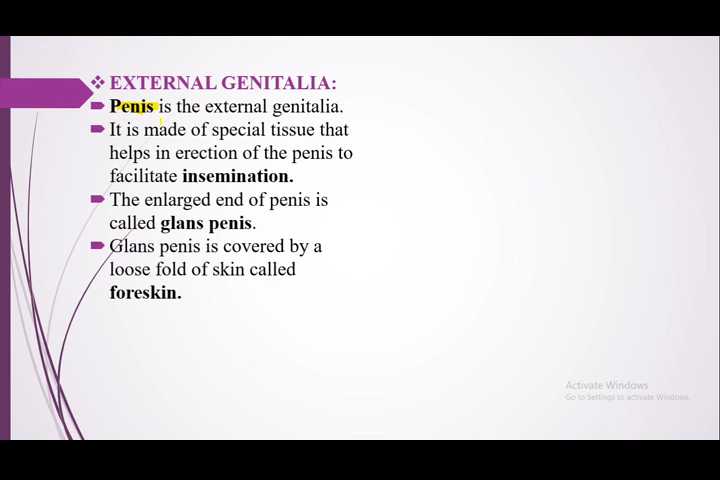 ❖ EXTERNAL GENITALIA:
Penis is the external genitalia.
It is made of special tissue that
helps in erection of the penis to
facilitate insemination.
The enlarged end of penis is
called glans penis.
Glans penis is covered by a
loose fold of skin called
foreskin.
Activate Windows
Go to Settings to activate Windows.